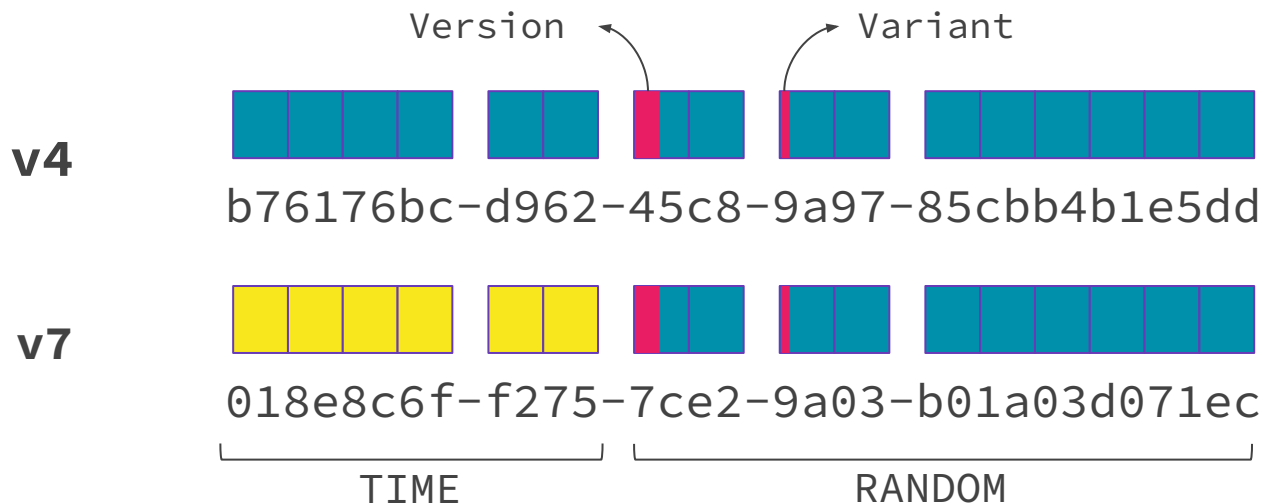 Version Variant
v4
b76176bc-d962-45c8-9a97-85cbb4b1e5dd
v7
018e8c6f-f275-7ce2-9a03-b01a03d071ec
TIME RANDOM